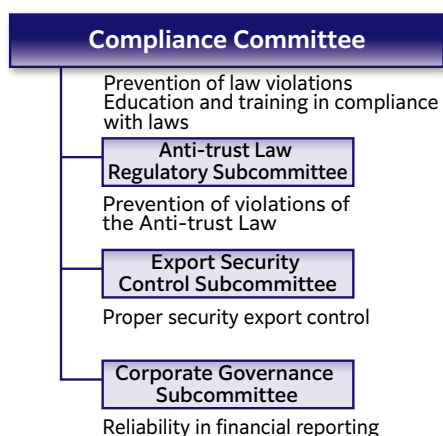 Compliance Committee
Prevention of law violations
Education and training in compliance
with laws
Anti-trust Law
Regulatory Subcommittee
Prevention of violations of
the Anti-trust Law
Export Security
Control Subcommittee
Proper security export control
Corporate Governance
Subcommittee
Reliability in financial reporting